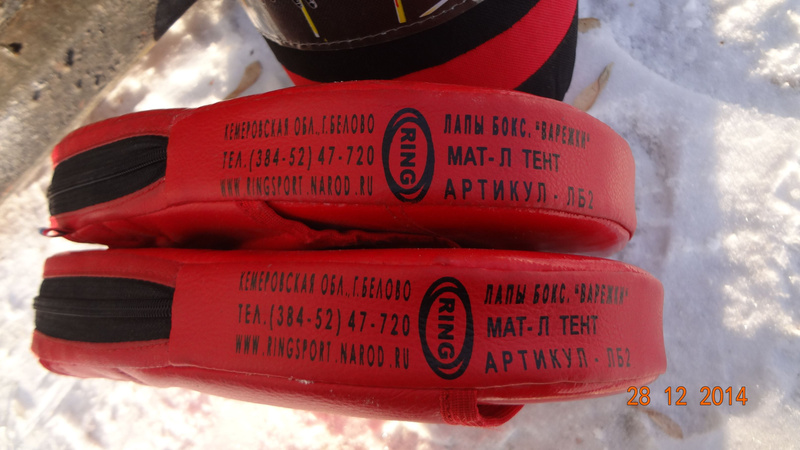 КЕМЕРОВСКАЯ ОБЛ., Г.БЕЛОВО
ТЕЛ.(384-52)47-720
WWW.RINGSPORT.NAROD.RU
RING
ЛАПЫ БОКС. "ВАРЕЖКИ"
МАТ-Л ТЕНТ
АРТИКУЛ - ЛБ2
КЕМЕРОВСКАЯ ОБЛ., Г.БЕЛОВО
ТЕЛ.(384-52)47-720
WWW.RINGSPORT.NAROD.RU
RING
ЛАПЫ БОКС. "ВАРЕЖКИ"
МАТ-Л ТЕНТ
АРТИКУЛ - ЛБ2
28 12 2014